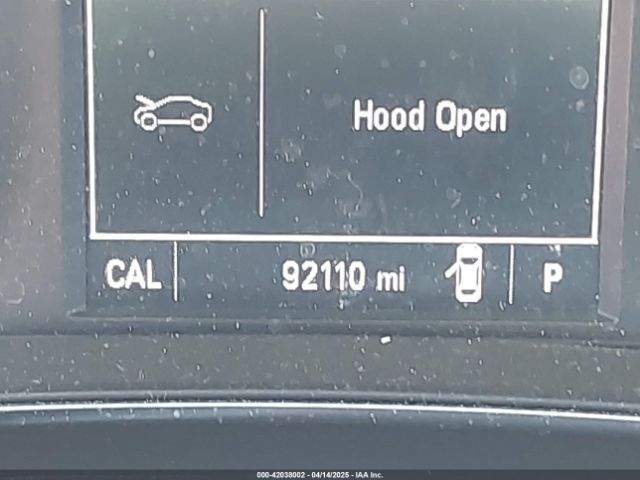 Hood Open
CAL 92110 mi P
000-42038002 - 04/14/2025 - IAA Inc.